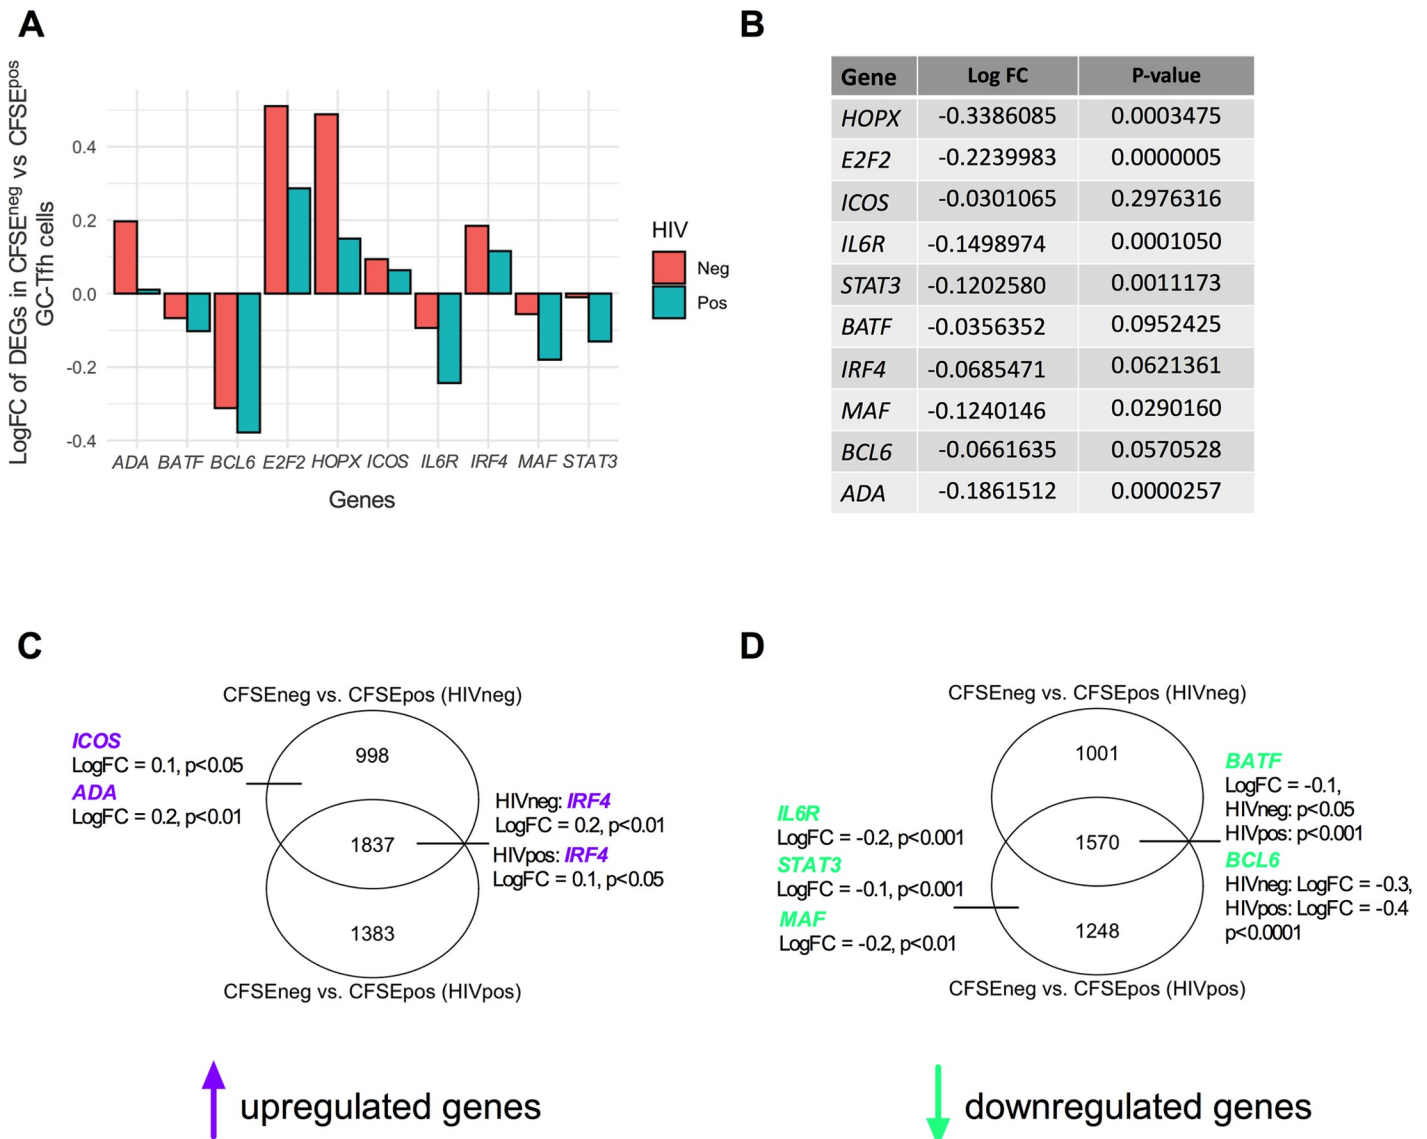 A
LogFC of DEGs in CFSEneg vs CFSEpos
GC-Tfh cells
0.4
0.2
0.0
-0.2
-0.4
ADA BATF BCL6 E2F2 HOPX ICOS IL6R IRF4 MAF STAT3
Genes
HIV
Neg
Pos
B
Gene Log FC P-value
HOPX -0.3386085 0.0003475
E2F2 -0.2239983 0.0000005
ICOS -0.0301065 0.2976316
IL6R -0.1498974 0.0001050
STAT3 -0.1202580 0.0011173
BATF -0.0356352 0.0952425
IRF4 -0.0685471 0.0621361
MAF -0.1240146 0.0290160
BCL6 -0.0661635 0.0570528
ADA -0.1861512 0.0000257
C
CFSEneg vs. CFSEpos (HIVneg)
ICOS
LogFC = 0.1, p<0.05
ADA
LogFC = 0.2, p<0.01
998
1837
1383
HIVneg: IRF4
LogFC = 0.2, p<0.01
HIVpos: IRF4
LogFC = 0.1, p<0.05
CFSEneg vs. CFSEpos (HIVpos)
upregulated genes
D
CFSEneg vs. CFSEpos (HIVneg)
IL6R
LogFC = -0.2, p<0.001
STAT3
LogFC = -0.1, p<0.001
MAF
LogFC = -0.2, p<0.01
1001
1570
1248
BATF
LogFC = -0.1,
HIVneg: p<0.05
HIVpos: p<0.001
BCL6
HIVneg: LogFC = -0.3,
HIVpos: LogFC = -0.4
p<0.0001
CFSEneg vs. CFSEpos (HIVpos)
downregulated genes